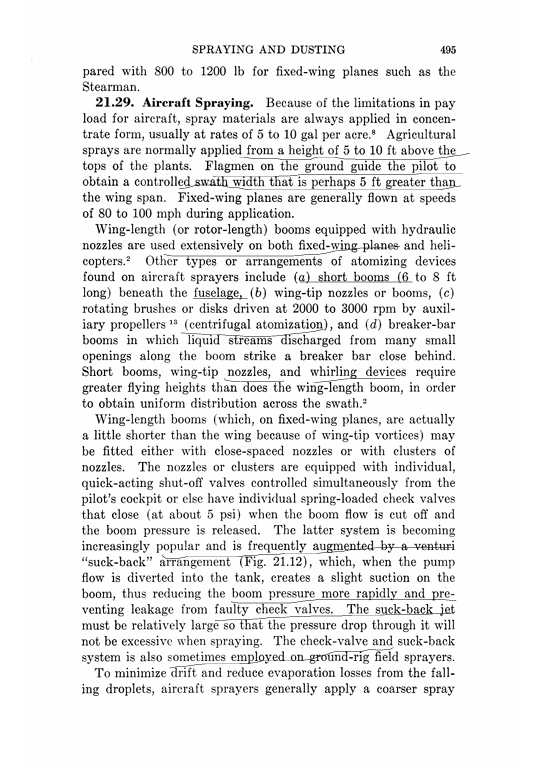 SPRAYING AND DUSTING 495
pared with 800 to 1200 lb for fixed-wing planes such as the
Stearman.
21.29. Aircraft Spraying. Because of the limitations in pay
load for aircraft, spray materials are always applied in concen-
trate form, usually at rates of 5 to 10 gal per acre.⁸ Agricultural
sprays are normally applied from a height of 5 to 10 ft above the
tops of the plants. Flagmen on the ground guide the pilot to
obtain a controlled swath width that is perhaps 5 ft greater than
the wing span. Fixed-wing planes are generally flown at speeds
of 80 to 100 mph during application.
Wing-length (or rotor-length) booms equipped with hydraulic
nozzles are used extensively on both fixed-wing planes and heli-
copters.² Other types or arrangements of atomizing devices
found on aircraft sprayers include (a) short booms (6 to 8 ft
long) beneath the fuselage, (b) wing-tip nozzles or booms, (c)
rotating brushes or disks driven at 2000 to 3000 rpm by auxil-
iary propellers ¹³ (centrifugal atomization), and (d) breaker-bar
booms in which liquid streams discharged from many small
openings along the boom strike a breaker bar close behind.
Short booms, wing-tip nozzles, and whirling devices require
greater flying heights than does the wing-length boom, in order
to obtain uniform distribution across the swath.²
Wing-length booms (which, on fixed-wing planes, are actually
a little shorter than the wing because of wing-tip vortices) may
be fitted either with close-spaced nozzles or with clusters of
nozzles. The nozzles or clusters are equipped with individual,
quick-acting shut-off valves controlled simultaneously from the
pilot's cockpit or else have individual spring-loaded check valves
that close (at about 5 psi) when the boom flow is cut off and
the boom pressure is released. The latter system is becoming
increasingly popular and is frequently augmented by a venturi
"suck-back" arrangement (Fig. 21.12), which, when the pump
flow is diverted into the tank, creates a slight suction on the
boom, thus reducing the boom pressure more rapidly and pre-
venting leakage from faulty check valves. The suck-back jet
must be relatively large so that the pressure drop through it will
not be excessive when spraying. The check-valve and suck-back
system is also sometimes employed on ground-rig field sprayers.
To minimize drift and reduce evaporation losses from the fall-
ing droplets, aircraft sprayers generally apply a coarser spray